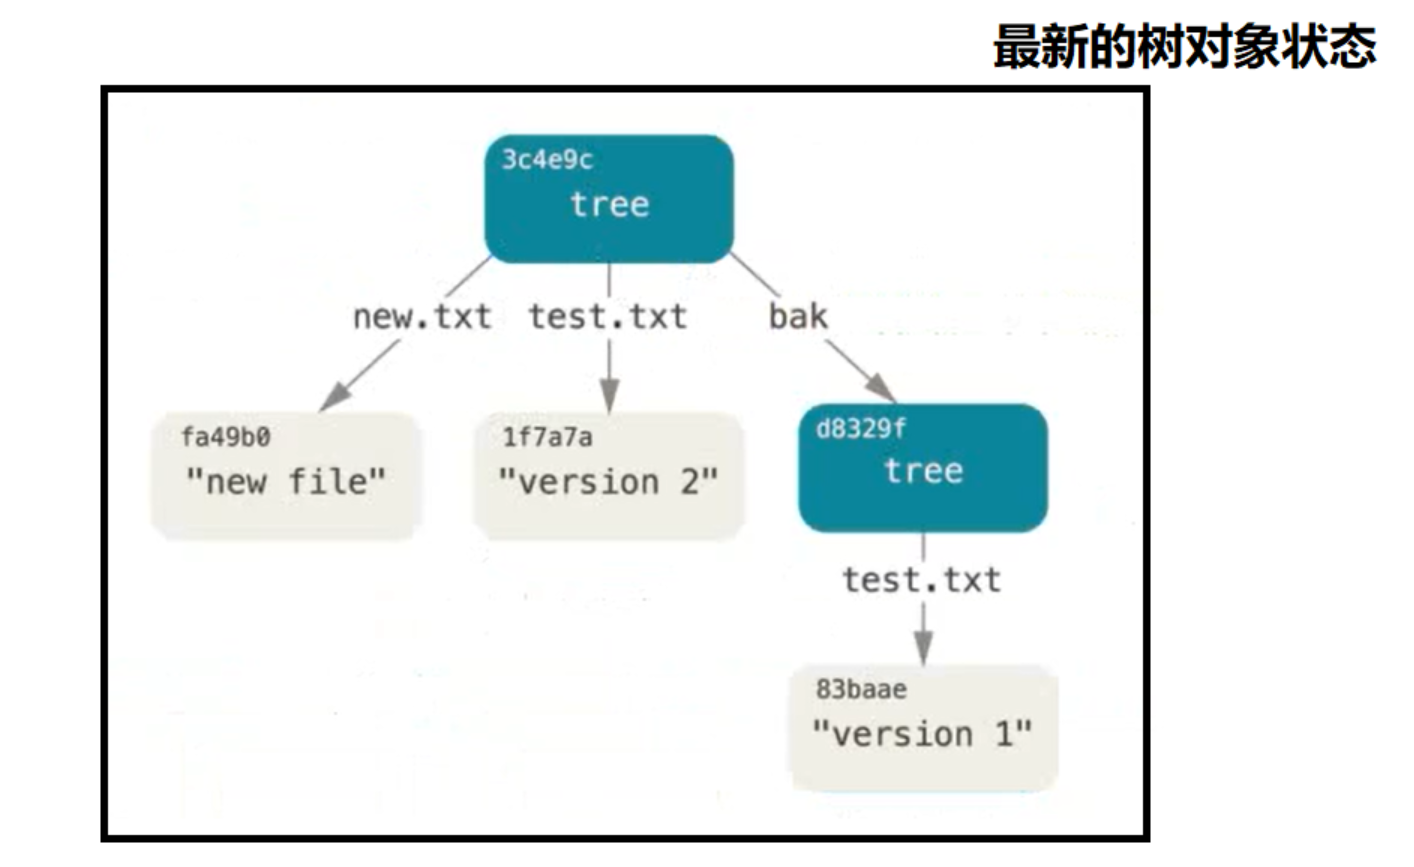 最新的树对象状态
3c4e9c
tree
new.txt
test.txt
bak
fa49b0
"new file"
1f7a7a
"version 2"
d8329f
tree
test.txt
83baae
"version 1"